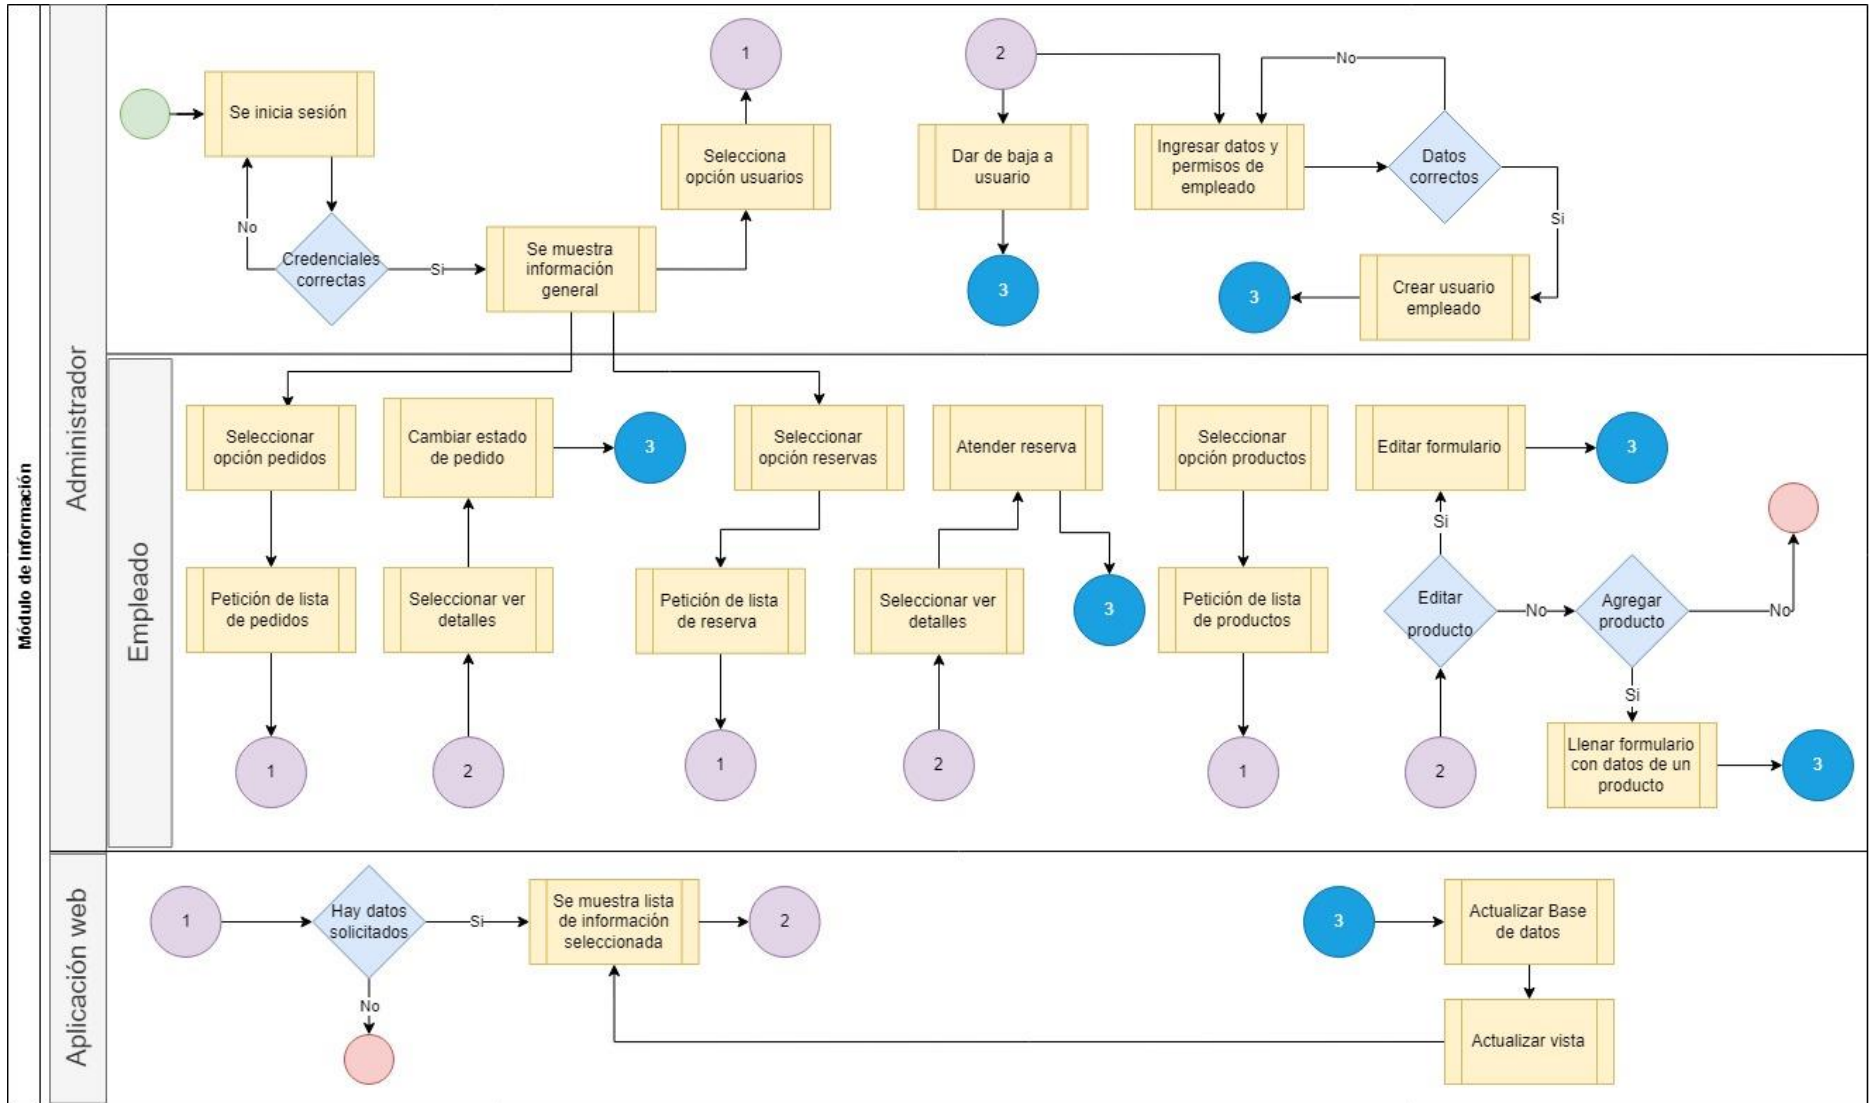 Módulo de Información
Administrador
Empleado
Aplicación web
1
2
No
Se inicia sesión
Selecciona
opción usuarios
Dar de baja a
usuario
Ingresar datos y
permisos de
empleado
Datos
correctos
No
Si
Credenciales
correctas
Si
Se muestra
información
general
3
3
Crear usuario
empleado
Seleccionar
opción pedidos
Cambiar estado
de pedido
3
Seleccionar
opción reservas
Atender reserva
Seleccionar
opción productos
Editar formulario
3
Si
Petición de lista
de pedidos
Seleccionar ver
detalles
Petición de lista
de reserva
Seleccionar ver
detalles
3
Petición de lista
de productos
Editar
producto
No
Agregar
producto
No
Si
1
2
1
2
1
2
Llenar formulario
con datos de un
producto
3
1
Hay datos
solicitados
Si
Se muestra lista
de información
seleccionada
2
3
Actualizar Base
de datos
No
Actualizar vista